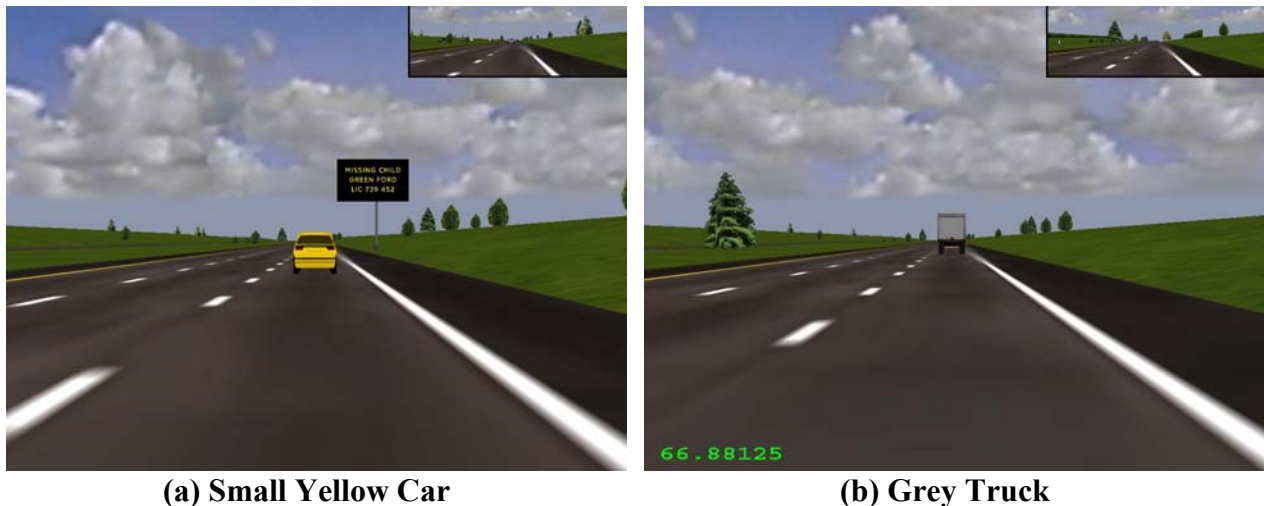 MISSING CHILD
GREEN FORD
LIC 739 452
66.88125
(a) Small Yellow Car
(b) Grey Truck